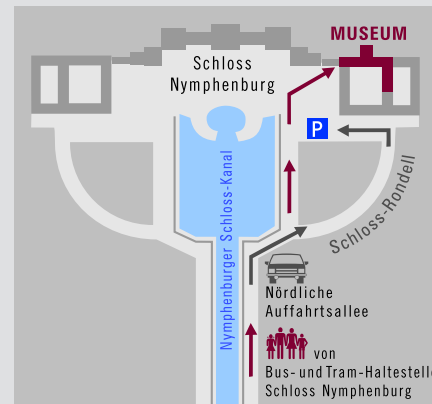 MUSEUM
Schloss
Nymphenburg
P
Nymphenburger Schloss-Kanal
Schloss-Rondell
Nördliche
Auffahrtsallee
von
Bus- und Tram-Haltestelle
Schloss Nymphenburg